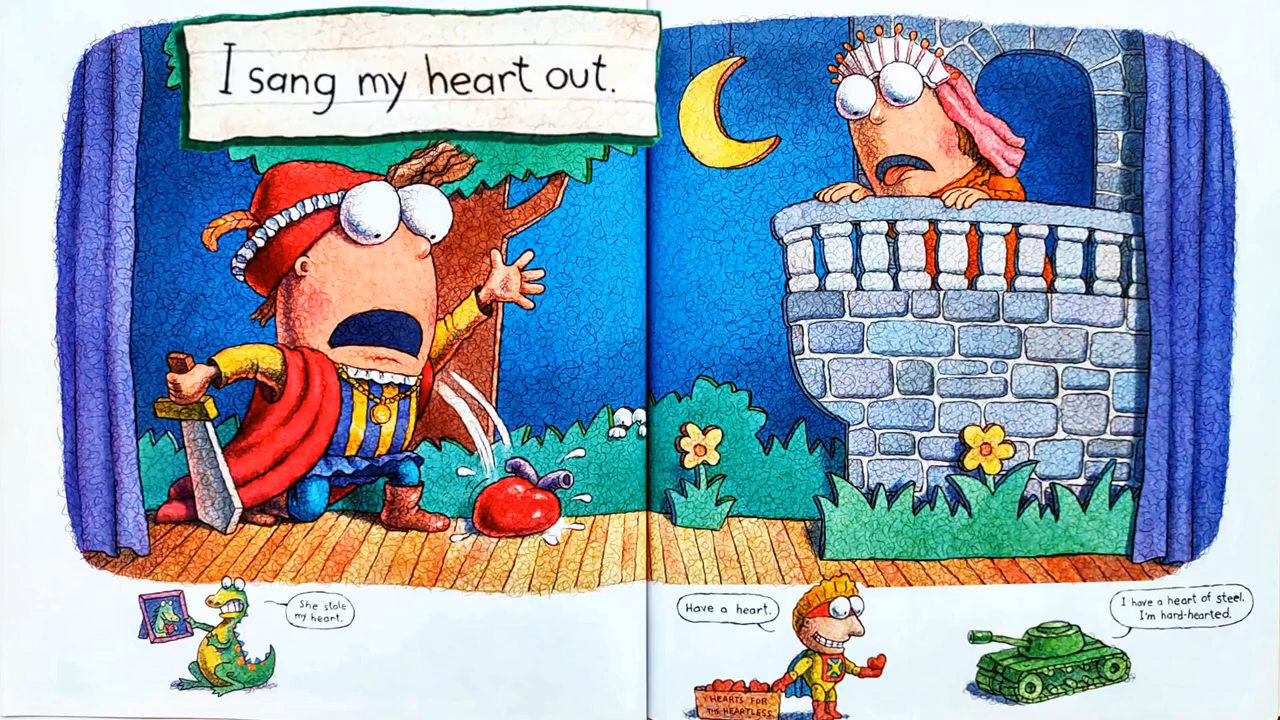 I sang my heart out.
She stole
my heart.
Have a heart.
HEARTS FOR
THE HEARTLESS
I have a heart of steel.
I'm hard-hearted.